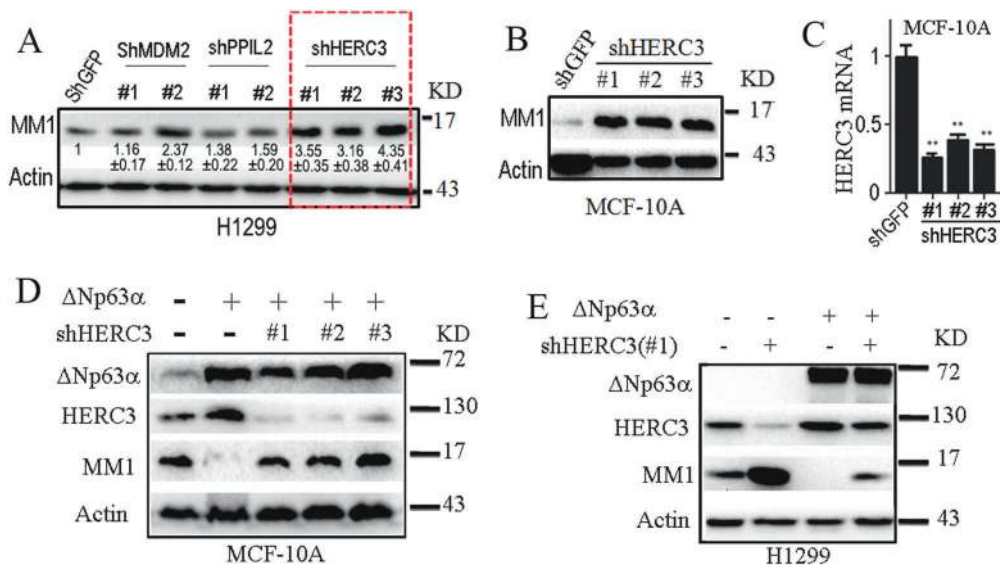 A
ShMDM2 shPPIL2 shHERC3
ShGFP #1 #2 #1 #2 #1 #2 #3 KD
MM1 17
1 1.16 2.37 1.38 1.59 3.55 3.16 4.35
±0.17 ±0.12 ±0.22 ±0.20 ±0.35 ±0.38 ±0.41
Actin 43
H1299
B
shGFP shHERC3
#1 #2 #3 KD
MM1 17
43
Actin
MCF-10A
C
MCF-10A
HERC3 mRNA
1
0.5
0
** ** **
shGFP #1 #2 #3
shHERC3
D
ΔNp63α - + + + +
shHERC3 - - #1 #2 #3 KD
ΔNp63α 72
HERC3 130
MM1 17
Actin 43
MCF-10A
E
ΔNp63α - - + +
shHERC3(#1) - + - + KD
ΔNp63α 72
HERC3 130
MM1 17
Actin 43
H1299